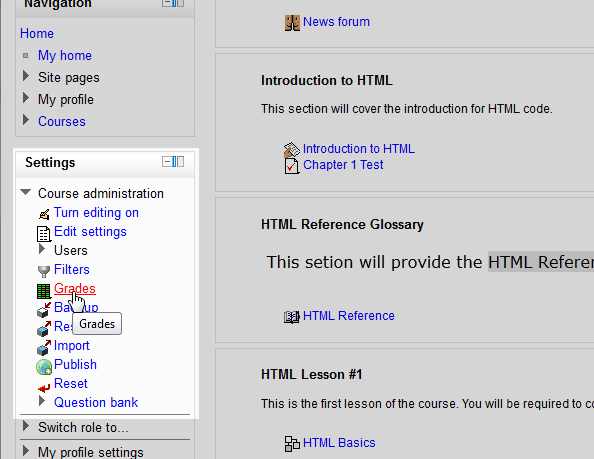 Navigation
Home
My home
Site pages
My profile
Courses
Settings
Course administration
Turn editing on
Edit settings
Users
Filters
Grades
Grades
Import
Publish
Reset
Question bank
Switch role to...
My profile settings
News forum
Introduction to HTML
This section will cover the introduction for HTML code.
Introduction to HTML
Chapter 1 Test
HTML Reference Glossary
This setion will provide the HTML Refere
HTML Reference
HTML Lesson #1
This is the first lesson of the course. You will be required to
HTML Basics